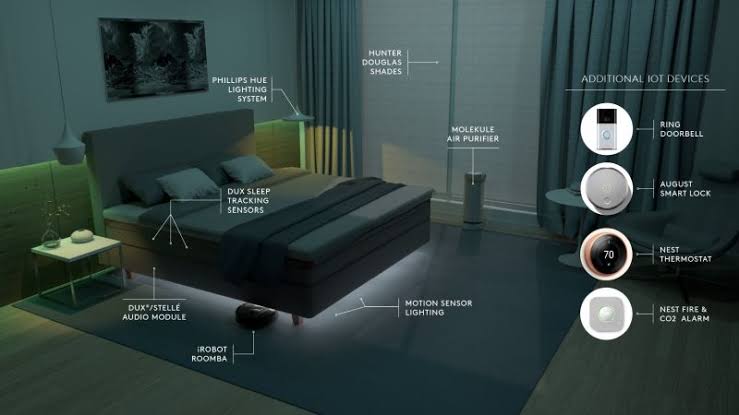 HUNTER
DOUGLAS
SHADES
PHILLIPS HUE
LIGHTING
SYSTEM
MOLEKULE
AIR PURIFIER
DUX SLEEP
TRACKING
SENSORS
DUX®/STELLÉ
AUDIO MODULE
iROBOT
ROOMBA
MOTION SENSOR
LIGHTING
ADDITIONAL IOT DEVICES
RING
DOORBELL
AUGUST
SMART LOCK
70
NEST
THERMOSTAT
NEST FIRE &
CO2 ALARM